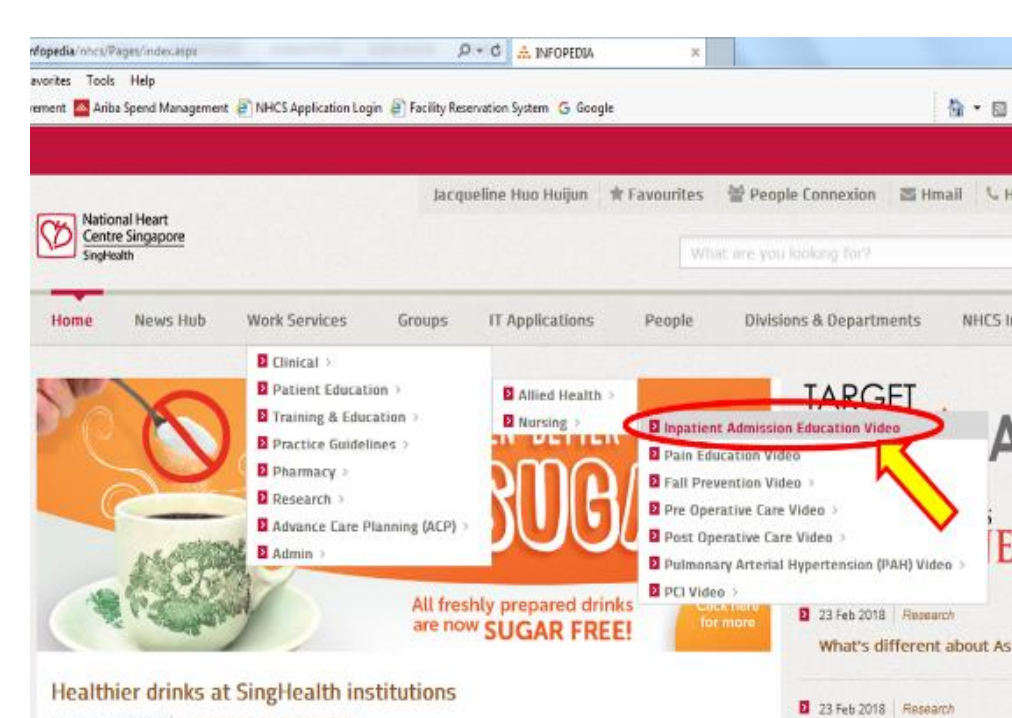 nfopedia/nhcs/Pages/index.aspx
INFOPEDIA
avorites Tools Help
ement Ariba Spend Management NHCS Application Login Facility Reservation System Google
Jacqueline Huo Huijun Favourites People Connexion Hmail H
National Heart
Centre Singapore
SingHealth
What are you looking for?
Home News Hub Work Services Groups IT Applications People Divisions & Departments NHCS I
Clinical >
Patient Education >
Training & Education >
Practice Guidelines >
Pharmacy >
Research >
Advance Care Planning (ACP) >
Admin >
Allied Health >
Nursing >
Inpatient Admission Education Video
Pain Education Video
Fall Prevention Video >
Pre Operative Care Video >
Post Operative Care Video >
Pulmonary Arterial Hypertension (PAH) Video >
PCI Video >
SUGA
All freshly prepared drinks
are now SUGAR FREE!
Click here
for more
TARGET
A
S
NE
23 Feb 2018 | Research
What's different about As
23 Feb 2018 | Research
Healthier drinks at SingHealth institutions